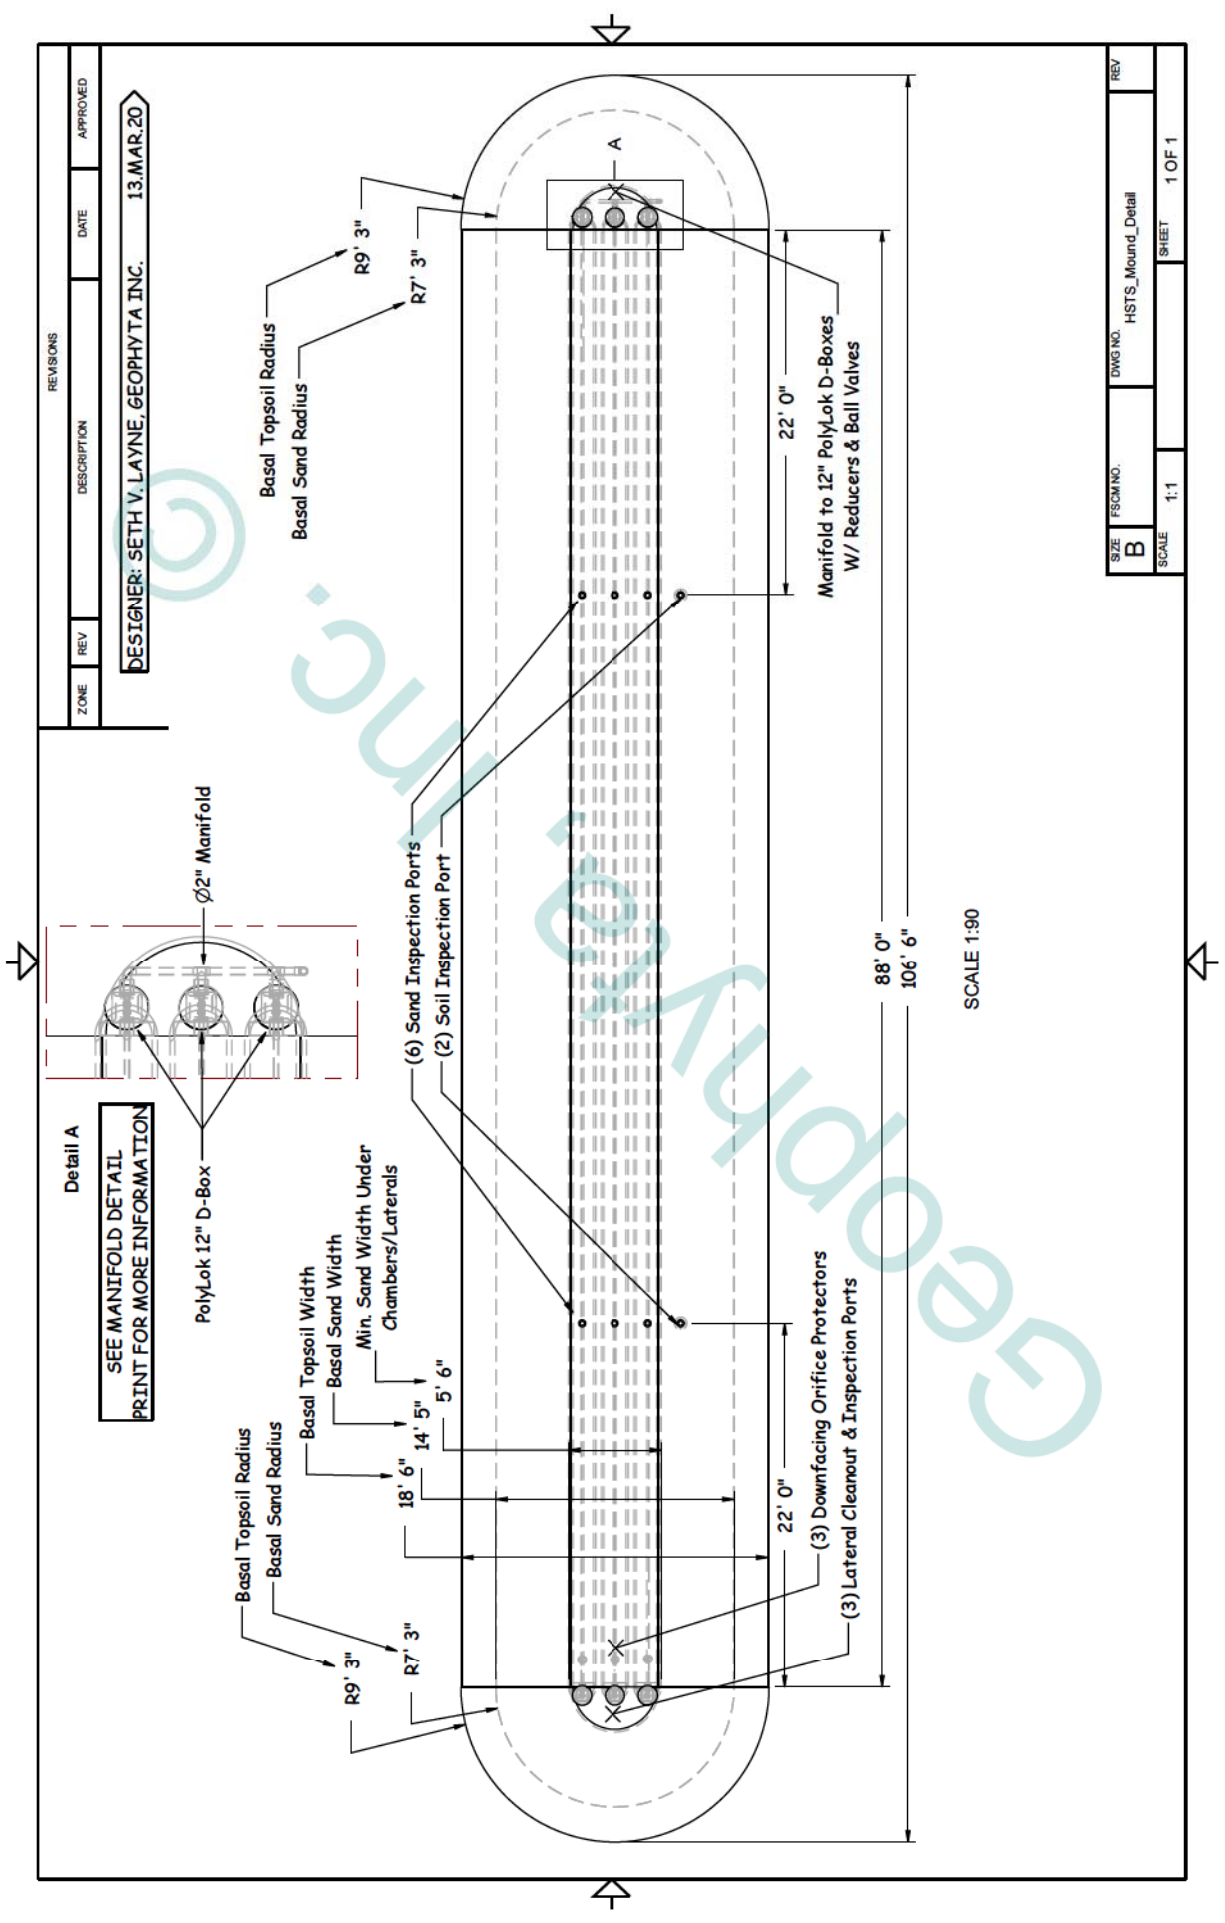 REVISIONS
ZONE
REV
DESCRIPTION
DATE
APPROVED
DESIGNER: SETH V. LAYNE, GEOPHYTA INC.
13.MAR.20
Detail A
SEE MANIFOLD DETAIL
PRINT FOR MORE INFORMATION
PolyLok 12" D-Box
Ø2" Manifold
Basal Topsoil Radius
Basal Sand Radius
R9' 3"
R7' 3"
Basal Topsoil Width
Basal Sand Width
Min. Sand Width Under
Chambers/Laterals
18' 6"
14' 5"
5' 6"
(6) Sand Inspection Ports
(2) Soil Inspection Port
Basal Topsoil Radius
Basal Sand Radius
R9' 3"
R7' 3"
A
22' 0"
22' 0"
(3) Downfacing Orifice Protectors
(3) Lateral Cleanout & Inspection Ports
Manifold to 12" PolyLok D-Boxes
W/ Reducers & Ball Valves
88' 0"
106' 6"
SCALE 1:90
SIZE
B
FSCM NO.
DWG NO.
HSTS_Mound_Detail
REV
SCALE
1:1
SHEET
1 OF 1
Geophyta, Inc. ©